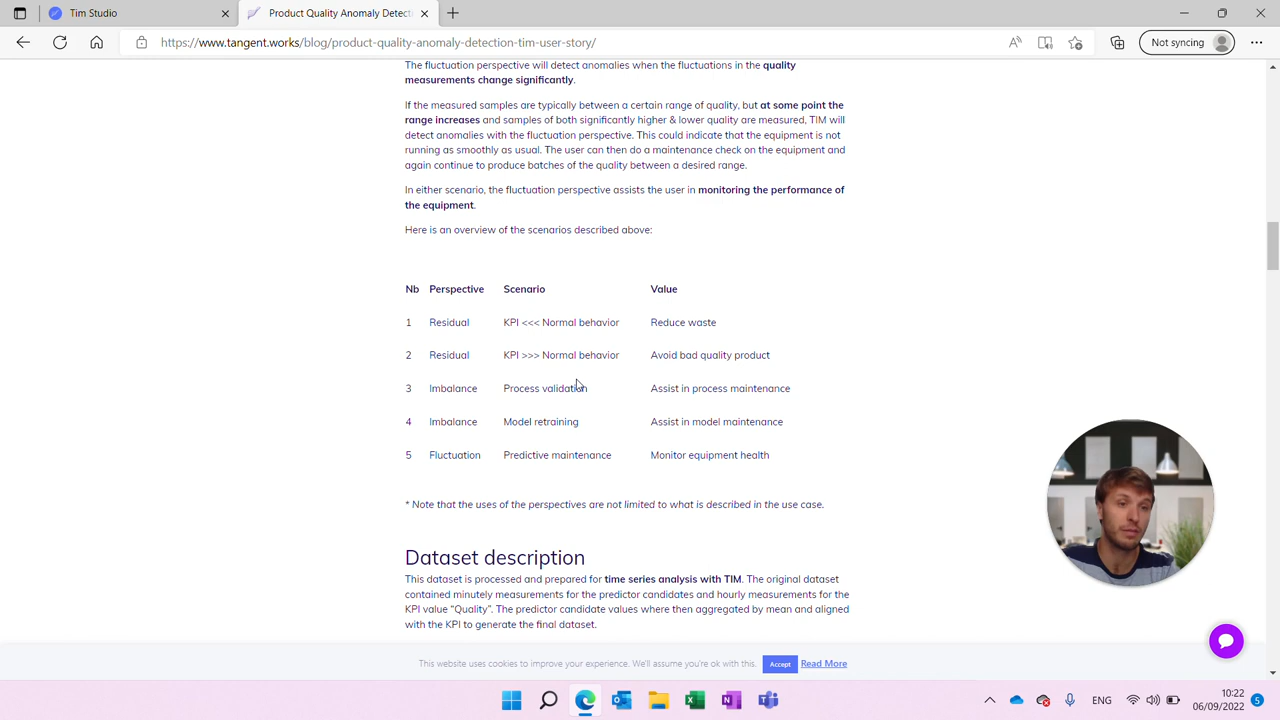 Tim Studio
Product Quality Anomaly Detect
https://www.tangent.works/blog/product-quality-anomaly-detection-tim-user-story/
Not syncing
The fluctuation perspective will detect anomalies when the fluctuations in the quality
measurements change significantly.
If the measured samples are typically between a certain range of quality, but at some point the
range increases and samples of both significantly higher & lower quality are measured, TIM will
detect anomalies with the fluctuation perspective. This could indicate that the equipment is not
running as smoothly as usual. The user can then do a maintenance check on the equipment and
again continue to produce batches of the quality between a desired range.
In either scenario, the fluctuation perspective assists the user in monitoring the performance of
the equipment.
Here is an overview of the scenarios described above:
Nb Perspective Scenario Value
1 Residual KPI <<< Normal behavior Reduce waste
2 Residual KPI >>> Normal behavior Avoid bad quality product
3 Imbalance Process validation Assist in process maintenance
4 Imbalance Model retraining Assist in model maintenance
5 Fluctuation Predictive maintenance Monitor equipment health
* Note that the uses of the perspectives are not limited to what is described in the use case.
Dataset description
This dataset is processed and prepared for time series analysis with TIM. The original dataset
contained minutely measurements for the predictor candidates and hourly measurements for the
KPI value “Quality”. The predictor candidate values where then aggregated by mean and aligned
with the KPI to generate the final dataset.
This website uses cookies to improve your experience. We'll assume you're ok with this. Accept Read More
ENG
10:22
06/09/2022
5